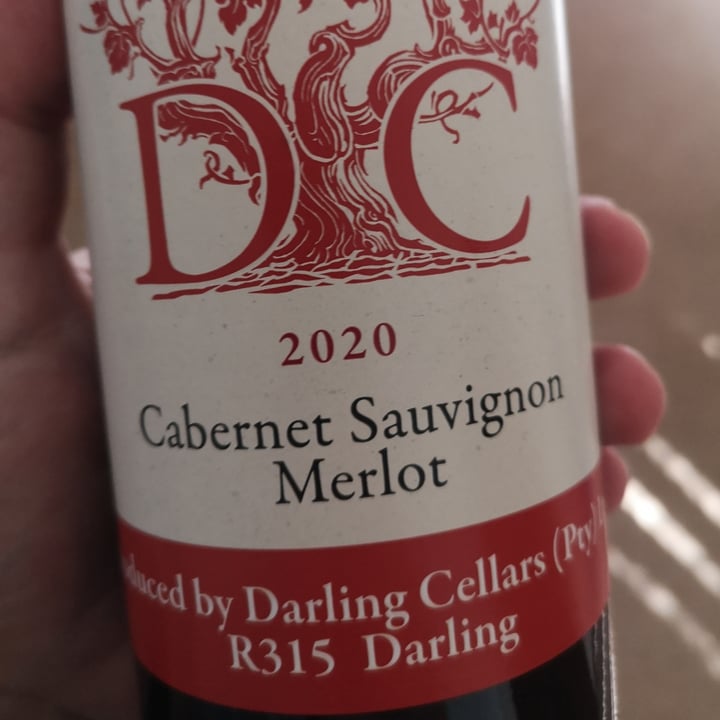 DC
2020
Cabernet Sauvignon
Merlot
by Darling Cellars (Pty)
R315 Darling